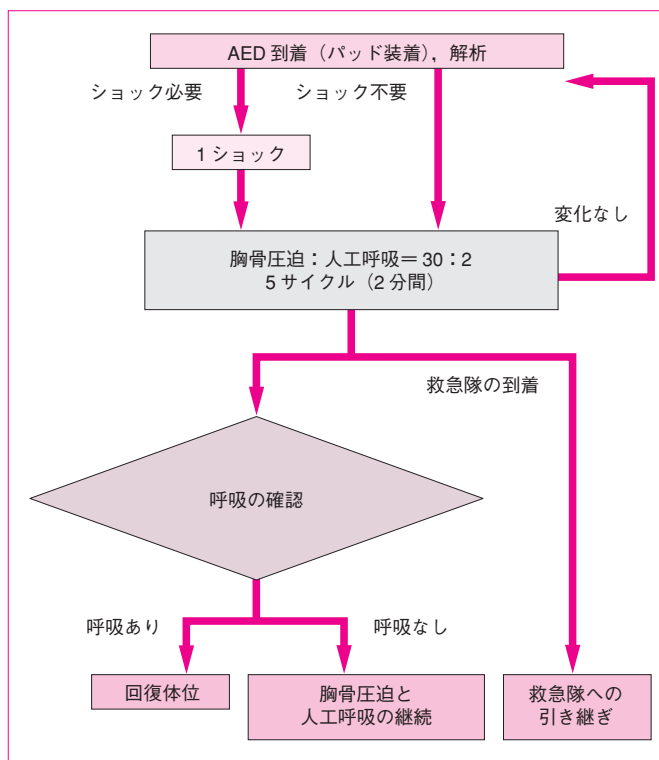 AED 到着（パッド装着），解析
ショック必要
ショック不要
1 ショック
変化なし
胸骨圧迫：人工呼吸＝30：2
5 サイクル（2 分間）
救急隊の到着
呼吸の確認
呼吸あり
呼吸なし
回復体位
胸骨圧迫と
人工呼吸の継続
救急隊への
引き継ぎ